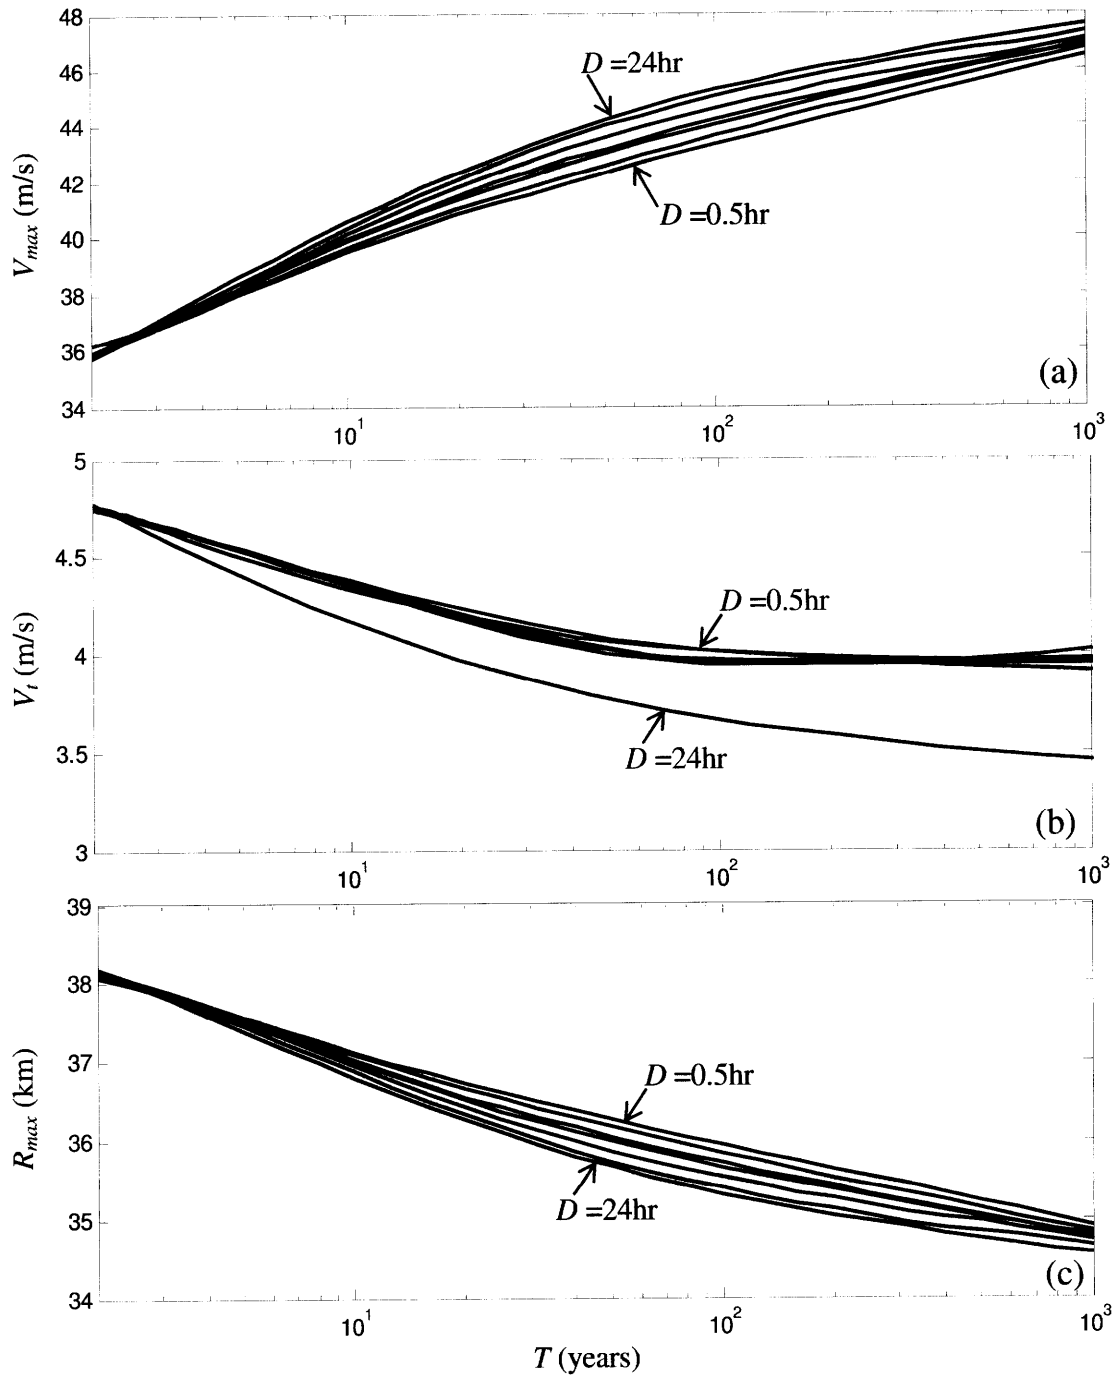 48
46
44
42
40
38
36
34
V_max (m/s)
D =24hr
D =0.5hr
(a)
10^1
10^2
10^3
5
4.5
4
3.5
3
V_t (m/s)
D =0.5hr
D =24hr
(b)
10^1
10^2
10^3
39
38
37
36
35
34
R_max (km)
D =0.5hr
D =24hr
(c)
10^1
10^2
10^3
T (years)